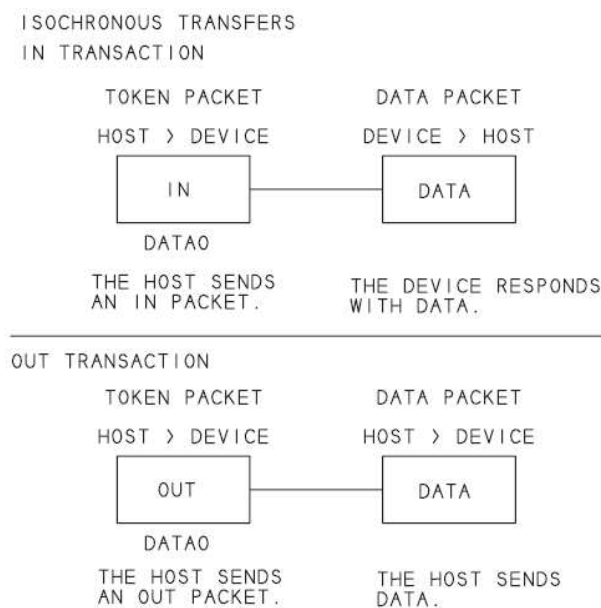 ISOCHRONOUS TRANSFERS
IN TRANSACTION
TOKEN PACKET DATA PACKET
HOST > DEVICE DEVICE > HOST
IN DATA
DATA0
THE HOST SENDS THE DEVICE RESPONDS
AN IN PACKET. WITH DATA.
OUT TRANSACTION
TOKEN PACKET DATA PACKET
HOST > DEVICE HOST > DEVICE
OUT DATA
DATA0
THE HOST SENDS THE HOST SENDS
AN OUT PACKET. DATA.